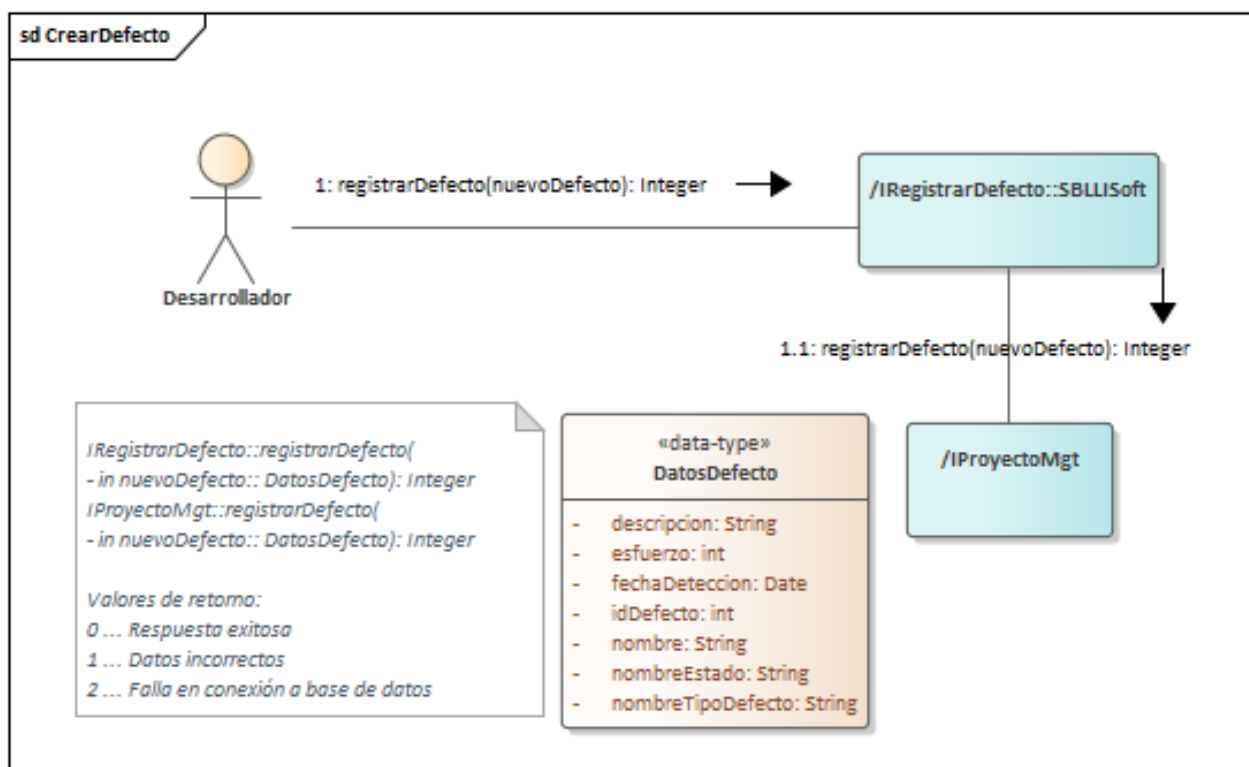 sd CrearDefecto
1: registrarDefecto(nuevoDefecto): Integer
/IRegistrarDefecto::SBLLISoft
Desarrollador
1.1: registrarDefecto(nuevoDefecto): Integer
IRegistrarDefecto::registrarDefecto(
- in nuevoDefecto:: DatosDefecto): Integer
IProyectoMgt::registrarDefecto(
- in nuevoDefecto:: DatosDefecto): Integer
Valores de retorno:
0 ... Respuesta exitosa
1 ... Datos incorrectos
2 ... Falla en conexión a base de datos
«data-type»
DatosDefecto
- descripcion: String
- esfuerzo: int
- fechaDeteccion: Date
- idDefecto: int
- nombre: String
- nombreEstado: String
- nombreTipoDefecto: String
/IProyectoMgt